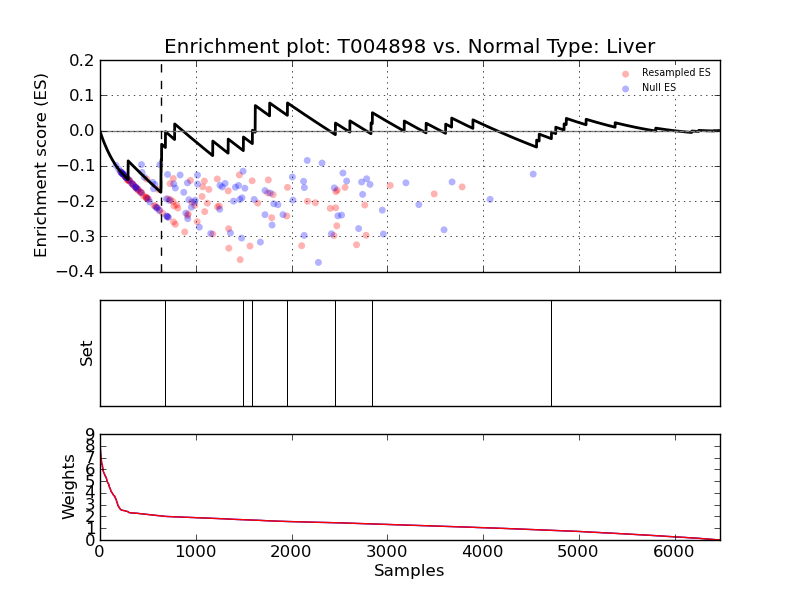 Enrichment plot: T004898 vs. Normal Type: Liver
Enrichment score (ES)
0.2
0.1
0.0
−0.1
−0.2
−0.3
−0.4
Resampled ES
Null ES
Set
Weights
9
8
7
6
5
4
3
2
1
0
0 1000 2000 3000 4000 5000 6000
Samples